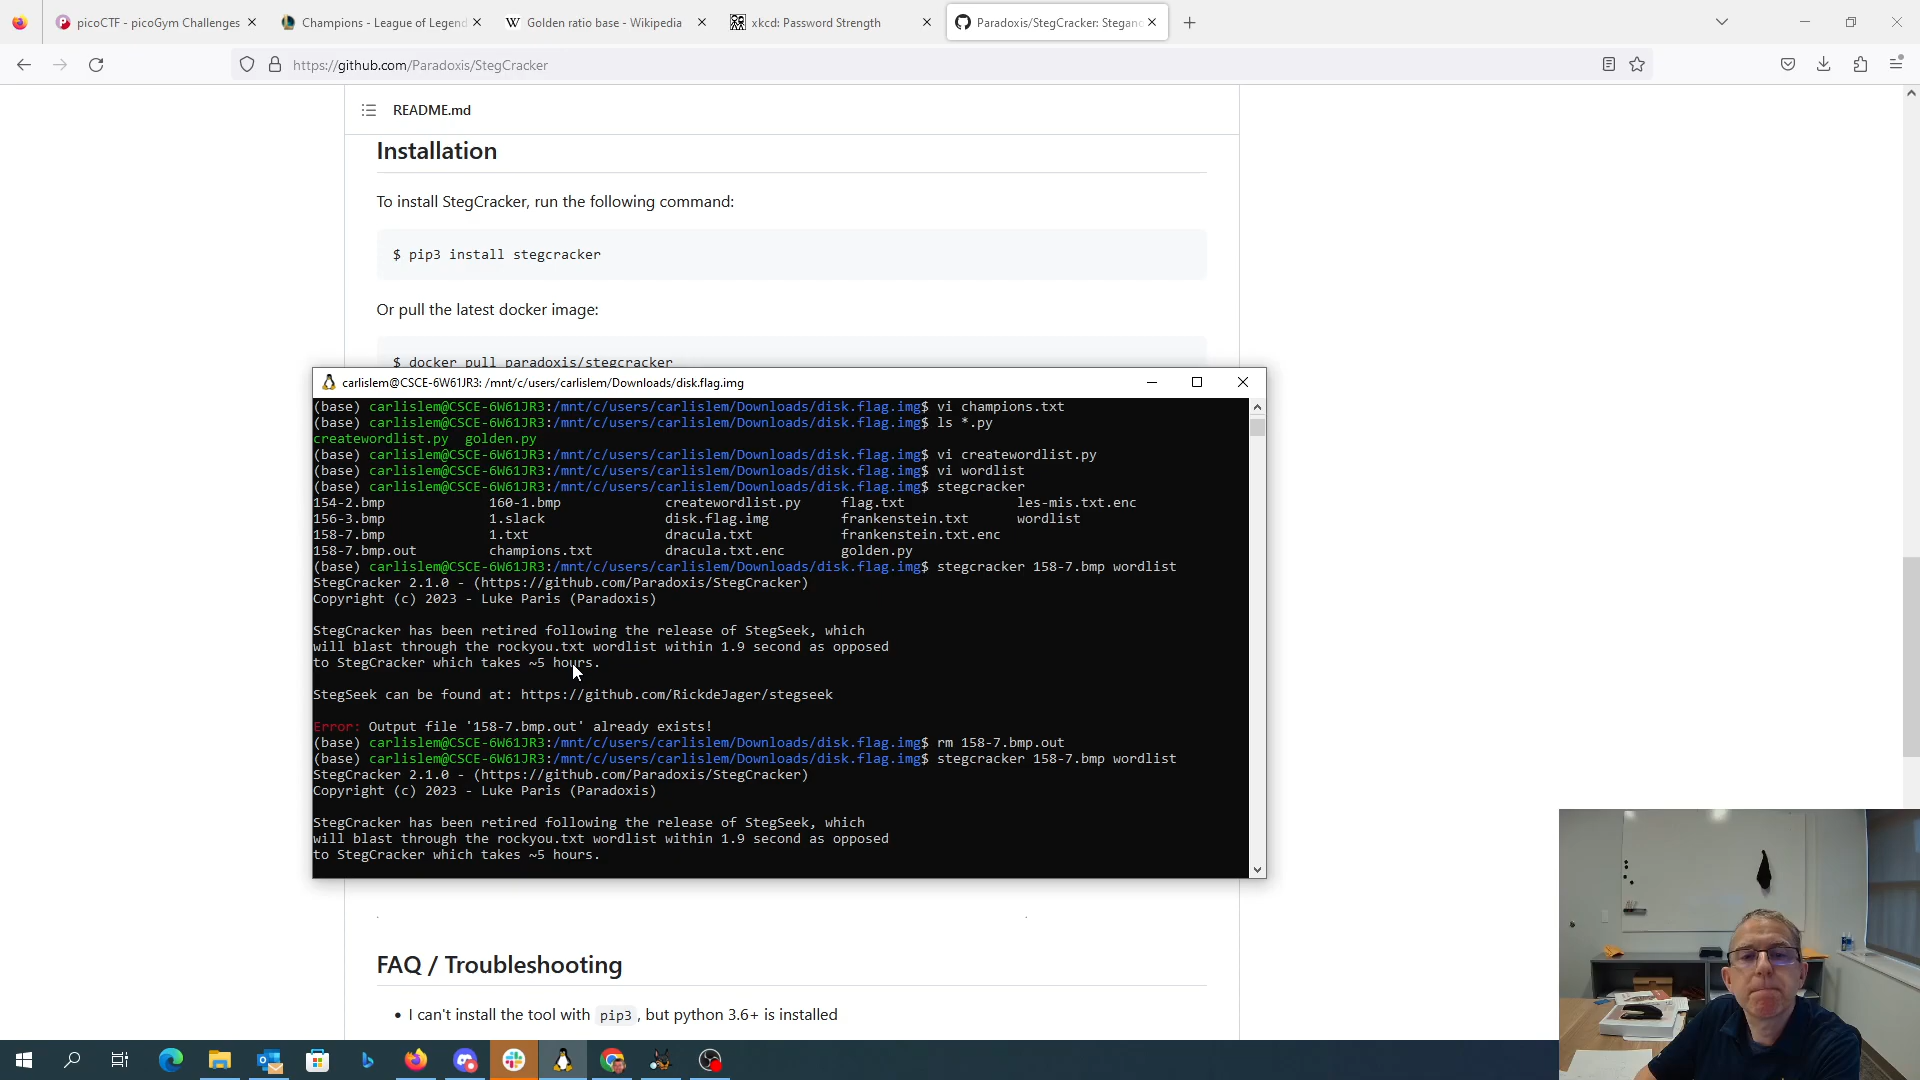 picoCTF - picoGym Challenges
Champions - League of Legend
Golden ratio base - Wikipedia
xkcd: Password Strength
Paradoxis/StegCracker: Stegano
https://github.com/Paradoxis/StegCracker
README.md
Installation
To install StegCracker, run the following command:
$ pip3 install stegcracker
Or pull the latest docker image:
$ docker pull paradoxis/stegcracker
carlislem@CSCE-6W61JR3: /mnt/c/users/carlislem/Downloads/disk.flag.img
(base) carlislem@CSCE-6W61JR3:/mnt/c/users/carlislem/Downloads/disk.flag.img$ vi champions.txt
(base) carlislem@CSCE-6W61JR3:/mnt/c/users/carlislem/Downloads/disk.flag.img$ ls *.py
createwordlist.py golden.py
(base) carlislem@CSCE-6W61JR3:/mnt/c/users/carlislem/Downloads/disk.flag.img$ vi createwordlist.py
(base) carlislem@CSCE-6W61JR3:/mnt/c/users/carlislem/Downloads/disk.flag.img$ vi wordlist
(base) carlislem@CSCE-6W61JR3:/mnt/c/users/carlislem/Downloads/disk.flag.img$ stegcracker
154-2.bmp 160-1.bmp createwordlist.py flag.txt les-mis.txt.enc
156-3.bmp 1.slack disk.flag.img frankenstein.txt wordlist
158-7.bmp 1.txt dracula.txt frankenstein.txt.enc
158-7.bmp.out champions.txt dracula.txt.enc golden.py
(base) carlislem@CSCE-6W61JR3:/mnt/c/users/carlislem/Downloads/disk.flag.img$ stegcracker 158-7.bmp wordlist
StegCracker 2.1.0 - (https://github.com/Paradoxis/StegCracker)
Copyright (c) 2023 - Luke Paris (Paradoxis)
StegCracker has been retired following the release of StegSeek, which
will blast through the rockyou.txt wordlist within 1.9 second as opposed
to StegCracker which takes ~5 hours.
StegSeek can be found at: https://github.com/RickdeJager/stegseek
Error: Output file '158-7.bmp.out' already exists!
(base) carlislem@CSCE-6W61JR3:/mnt/c/users/carlislem/Downloads/disk.flag.img$ rm 158-7.bmp.out
(base) carlislem@CSCE-6W61JR3:/mnt/c/users/carlislem/Downloads/disk.flag.img$ stegcracker 158-7.bmp wordlist
StegCracker 2.1.0 - (https://github.com/Paradoxis/StegCracker)
Copyright (c) 2023 - Luke Paris (Paradoxis)
StegCracker has been retired following the release of StegSeek, which
will blast through the rockyou.txt wordlist within 1.9 second as opposed
to StegCracker which takes ~5 hours.
FAQ / Troubleshooting
• I can't install the tool with pip3, but python 3.6+ is installed